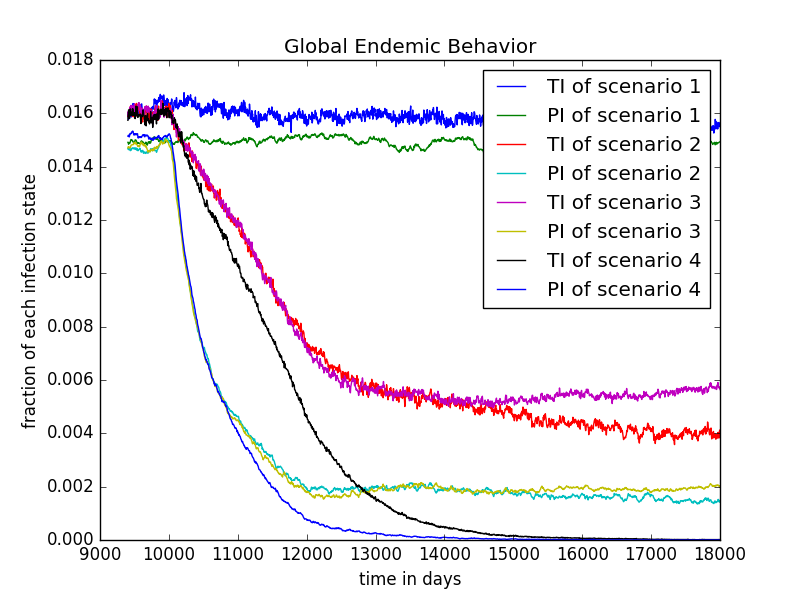 Global Endemic Behavior
0.018
0.016
0.014
0.012
0.010
0.008
0.006
0.004
0.002
0.000
fraction of each infection state
TI of scenario 1
PI of scenario 1
TI of scenario 2
PI of scenario 2
TI of scenario 3
PI of scenario 3
TI of scenario 4
PI of scenario 4
9000 10000 11000 12000 13000 14000 15000 16000 17000 18000
time in days